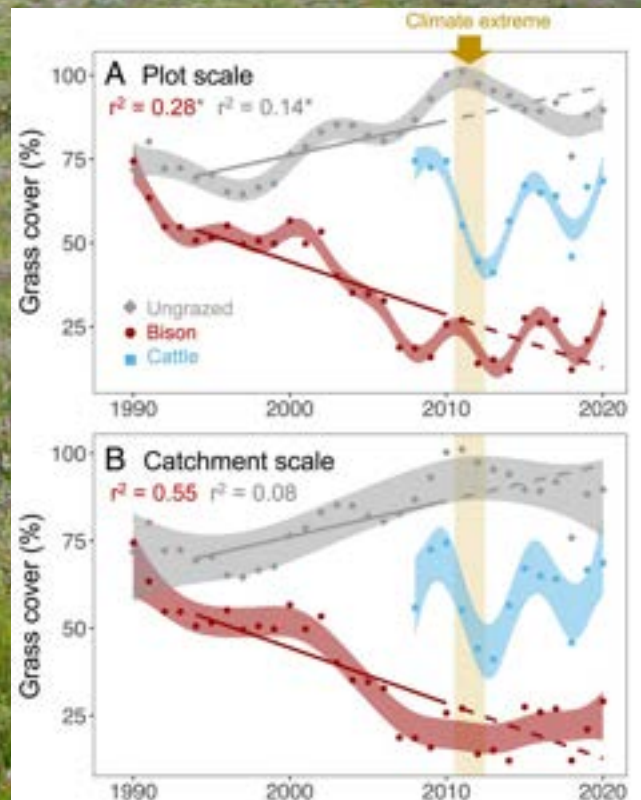 Climate extreme
A Plot scale
r² = 0.28* r² = 0.14*
100
75
50
25
Grass cover (%)
Ungrazed
Bison
Cattle
1990 2000 2010 2020
B Catchment scale
r² = 0.55 r² = 0.08
100
75
50
25
Grass cover (%)
1990 2000 2010 2020